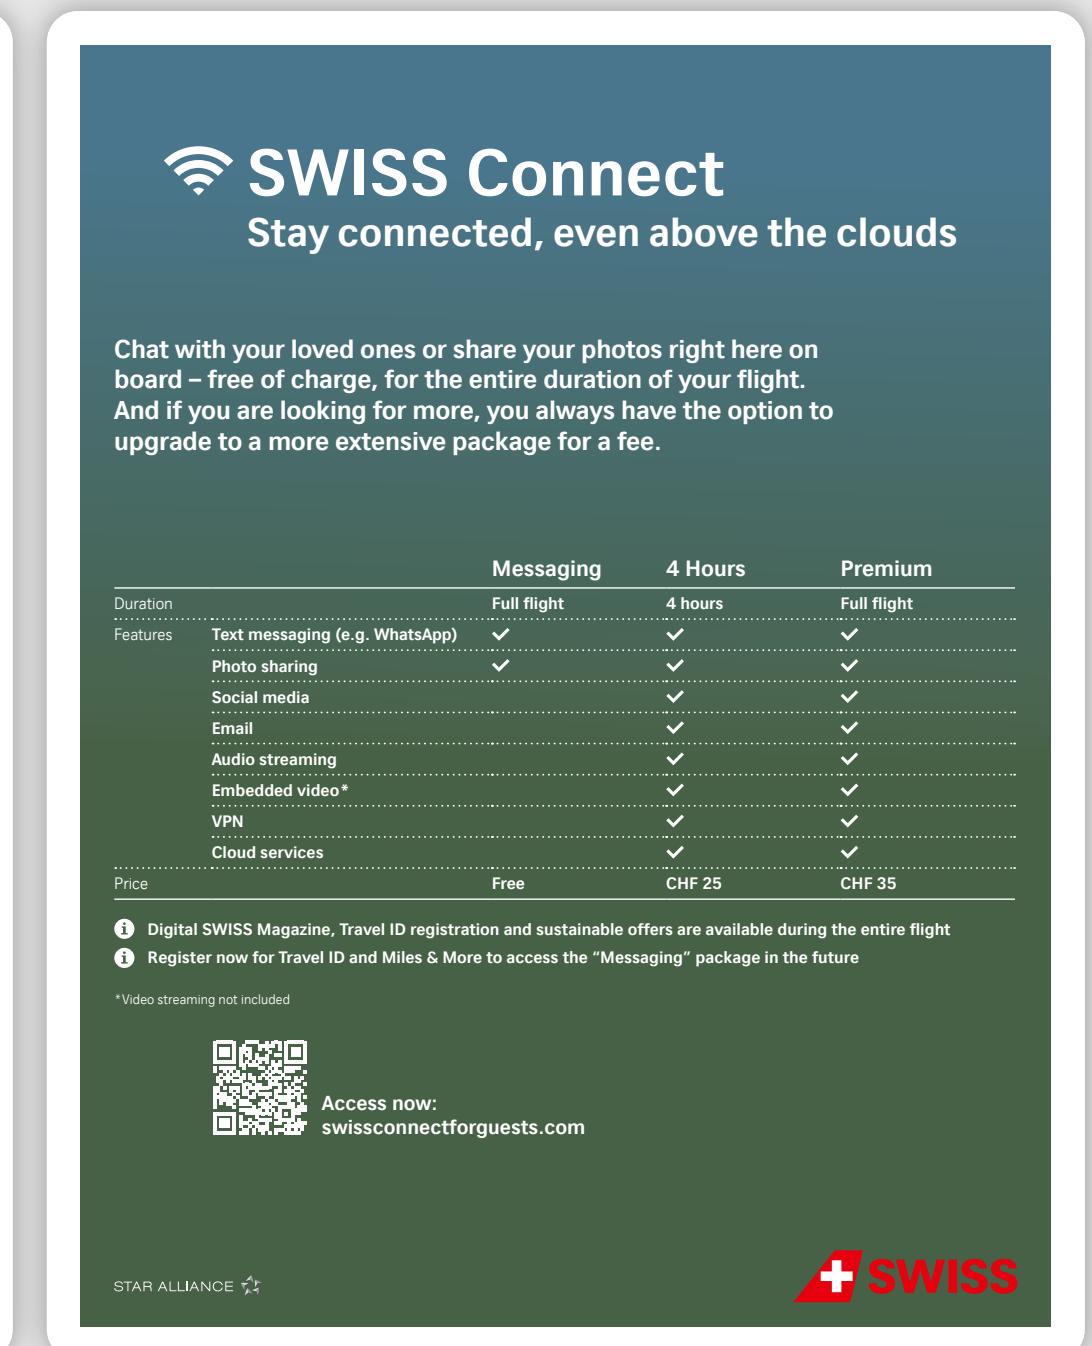 SWISS Connect
Stay connected, even above the clouds
Chat with your loved ones or share your photos right here on
board – free of charge, for the entire duration of your flight.
And if you are looking for more, you always have the option to
upgrade to a more extensive package for a fee.
Messaging 4 Hours Premium
Duration Full flight 4 hours Full flight
Features Text messaging (e.g. WhatsApp) ✓ ✓ ✓
Photo sharing ✓ ✓ ✓
Social media ✓ ✓
Email ✓ ✓
Audio streaming ✓ ✓
Embedded video* ✓ ✓
VPN ✓ ✓
Cloud services ✓ ✓
Price Free CHF 25 CHF 35
Digital SWISS Magazine, Travel ID registration and sustainable offers are available during the entire flight
Register now for Travel ID and Miles & More to access the “Messaging” package in the future
*Video streaming not included
Access now:
swissconnectforguests.com
STAR ALLIANCE
SWISS